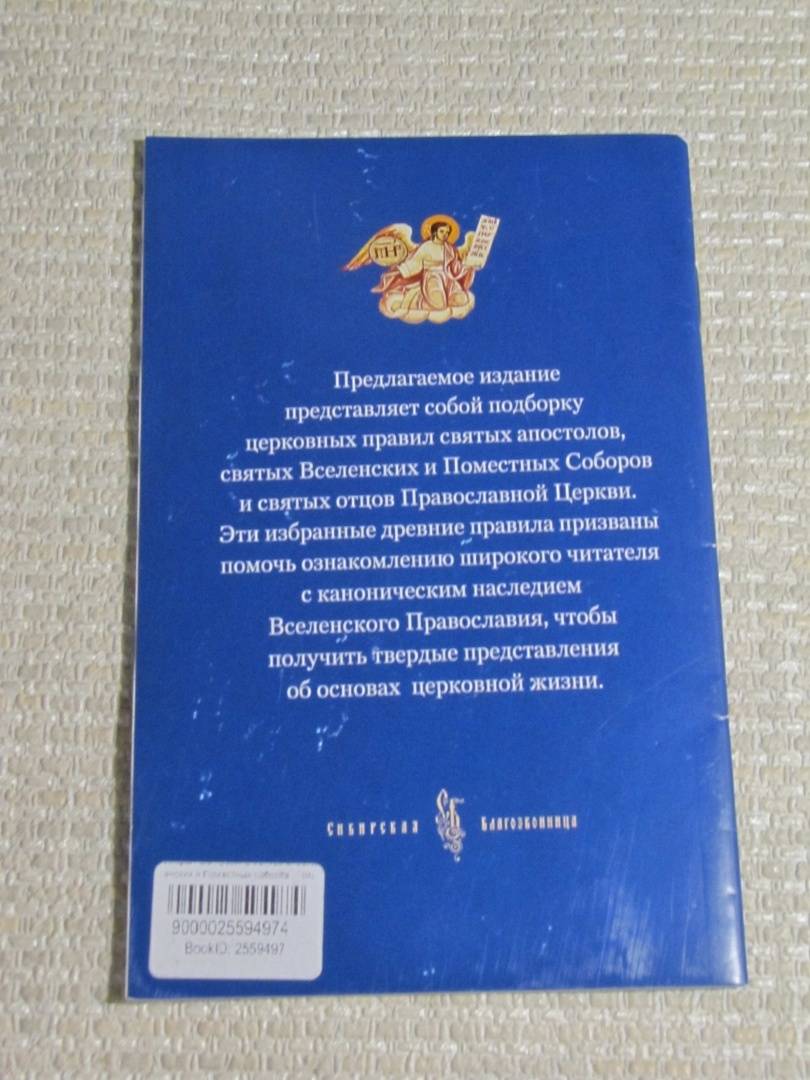 Предлагаемое издание
представляет собой подборку
церковных правил святых апостолов,
святых Вселенских и Поместных Соборов
и святых отцов Православной Церкви.
Эти избранные древние правила призваны
помочь ознакомлению широкого читателя
с каноническим наследием
Вселенского Православия, чтобы
получить твердые представления
об основах церковной жизни.
Сибирская СБ Благозвонница
9000025594974
BookID: 2559497